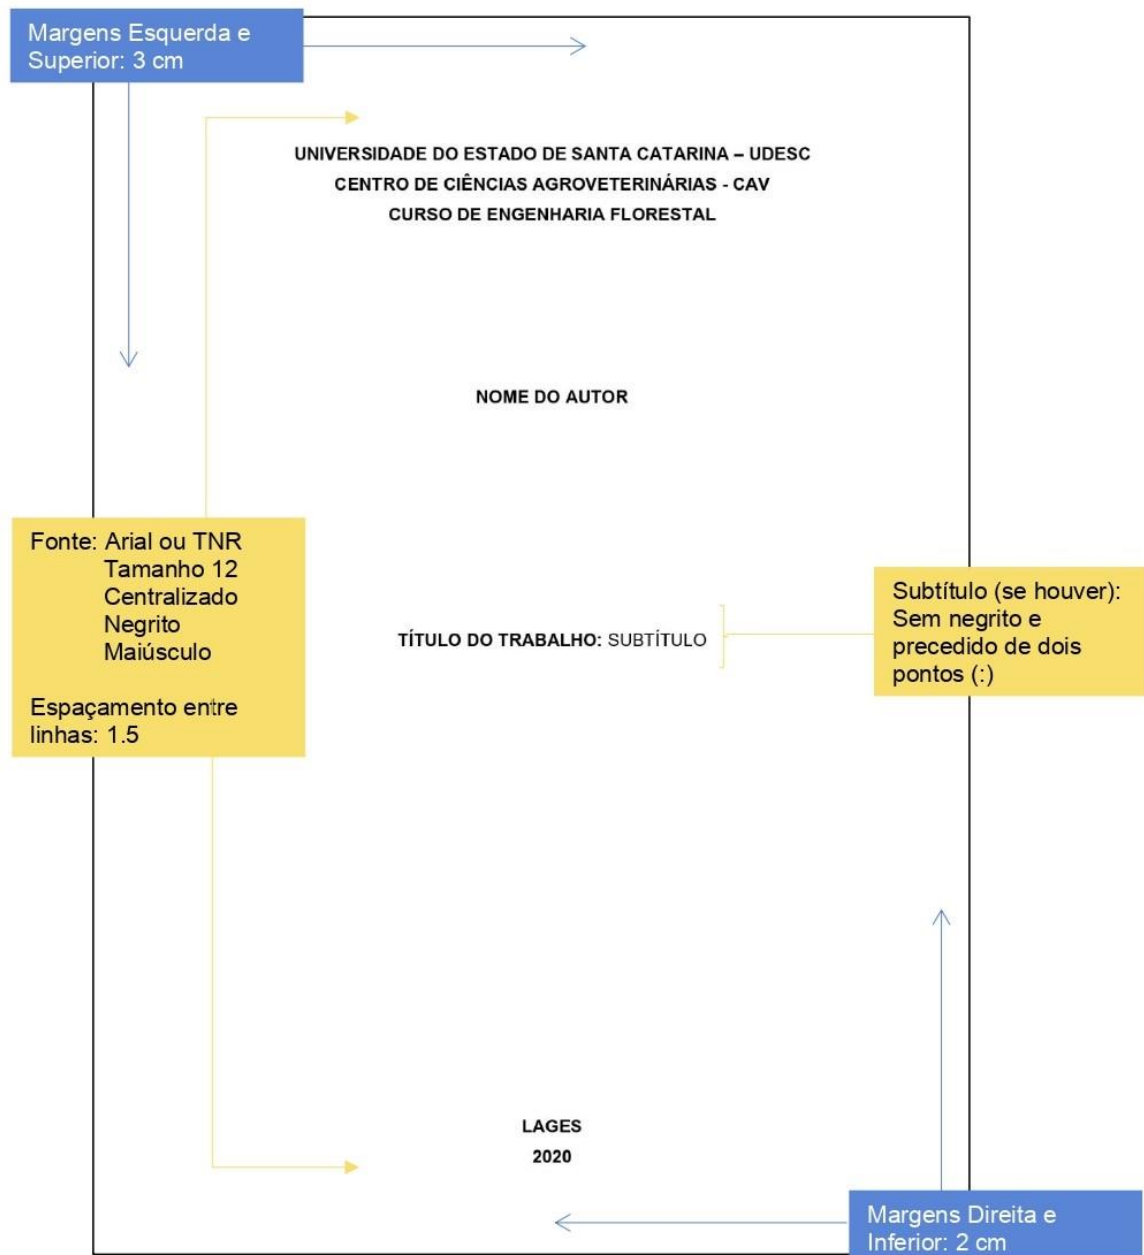 Margens Esquerda e
Superior: 3 cm
UNIVERSIDADE DO ESTADO DE SANTA CATARINA – UDESC
CENTRO DE CIÊNCIAS AGROVETERINÁRIAS - CAV
CURSO DE ENGENHARIA FLORESTAL
NOME DO AUTOR
Fonte: Arial ou TNR
Tamanho 12
Centralizado
Negrito
Maiúsculo
Espaçamento entre
linhas: 1.5
TÍTULO DO TRABALHO: SUBTÍTULO
Subtítulo (se houver):
Sem negrito e
precedido de dois
pontos (:)
LAGES
2020
Margens Direita e
Inferior: 2 cm